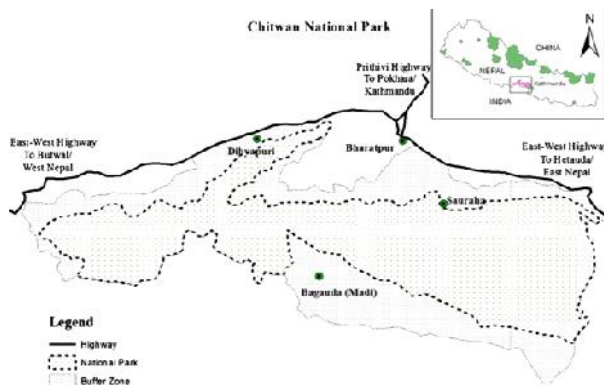 Chitwan National Park
CHINA
NEPAL
Kathmandu
INDIA
Prithivi Highway
To Pokhara/
Kathmandu
East-West Highway
To Butwal/
West Nepal
Dibyapuri
Bharatpur
East-West Highway
To Hetauda/
East Nepal
Sauraha
Bagauda (Madi)
Legend
Highway
National Park
Buffer Zone